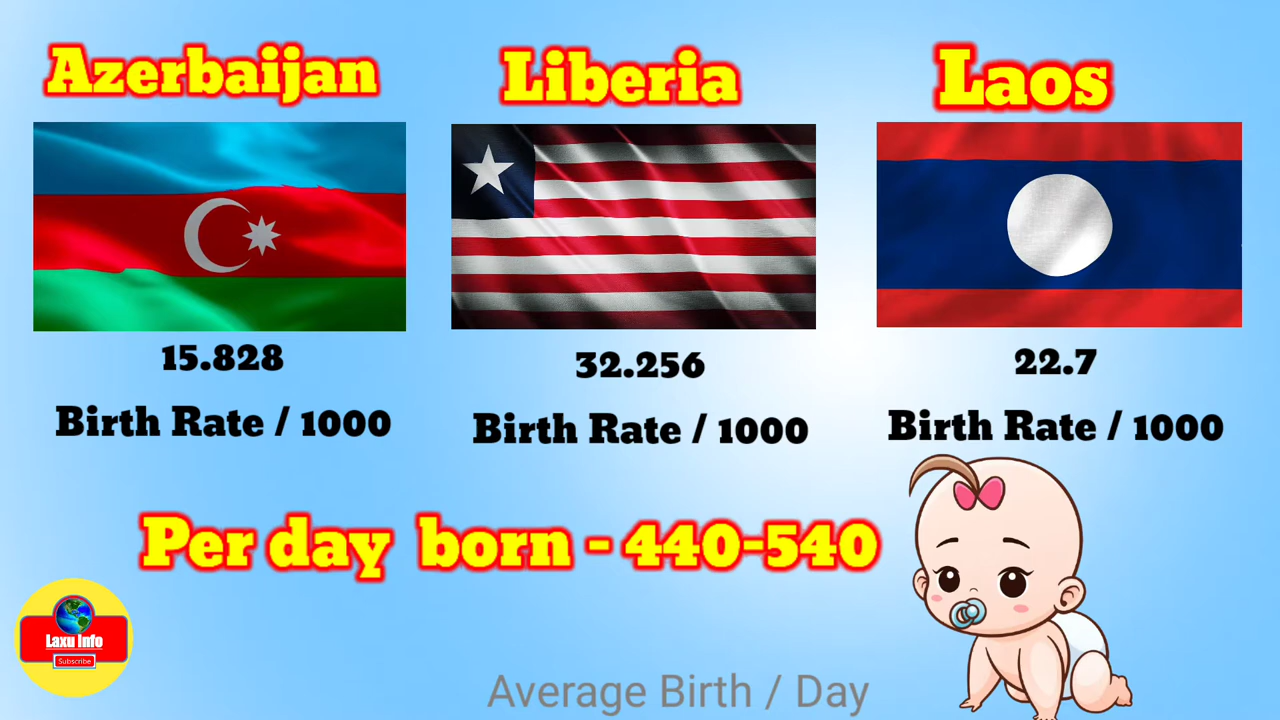 Azerbaijan
Liberia
Laos
15.828
32.256
22.7
Birth Rate / 1000
Birth Rate / 1000
Birth Rate / 1000
Per day born - 440-540
Laxu Info
Subscribe
Average Birth / Day